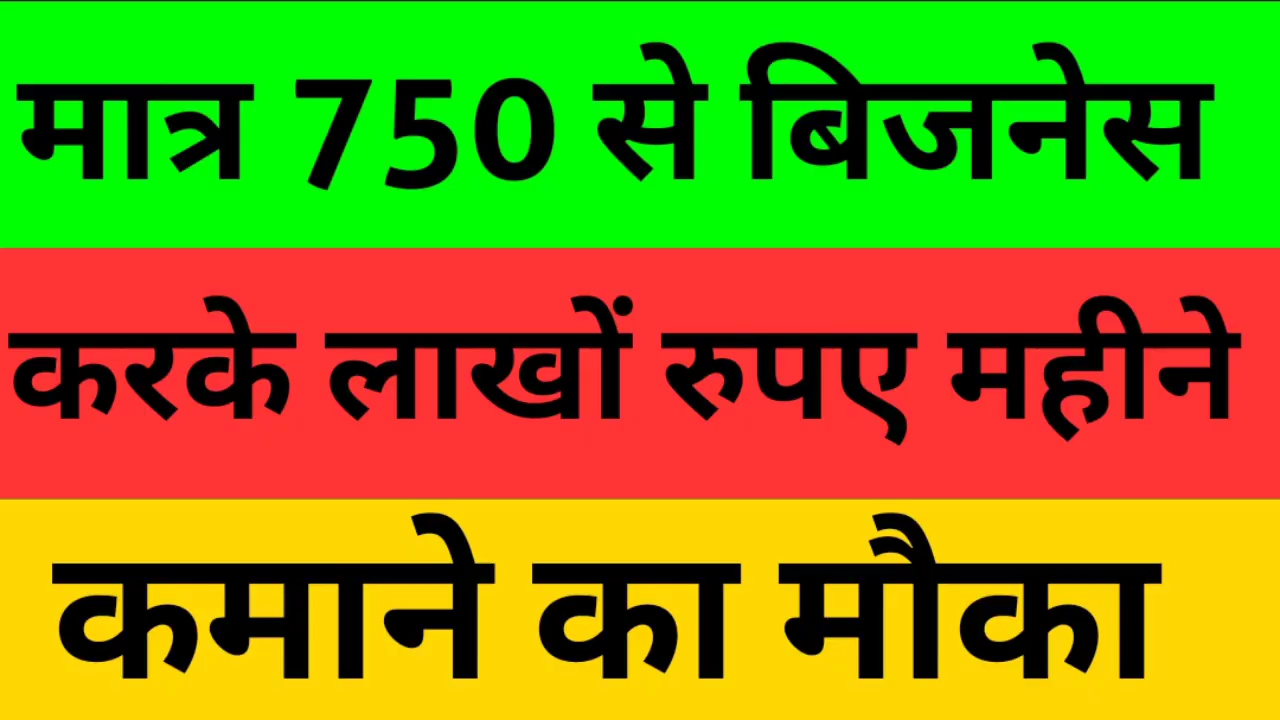 मात्र 750 से बिजनेस
करके लाखों रुपए महीने
कमाने का मौका